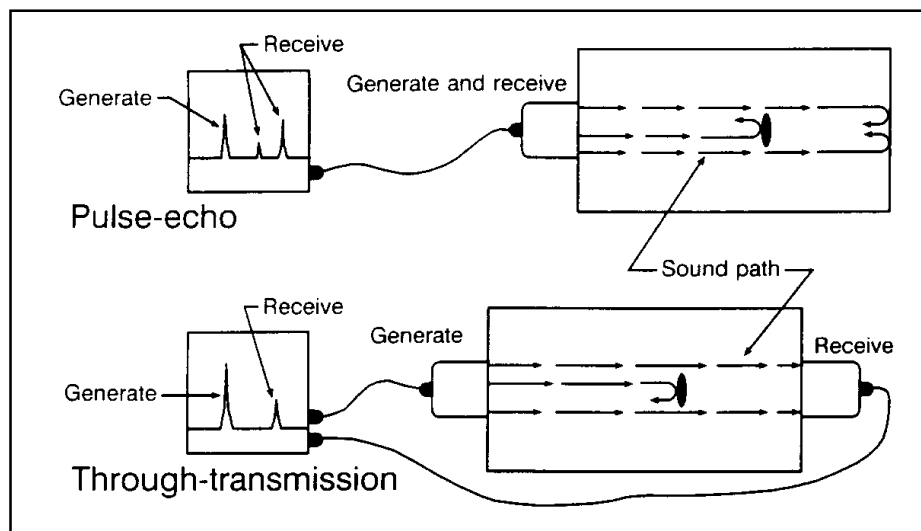 Receive
Generate
Generate and receive
Pulse-echo
Sound path
Receive
Generate
Receive
Generate
Through-transmission